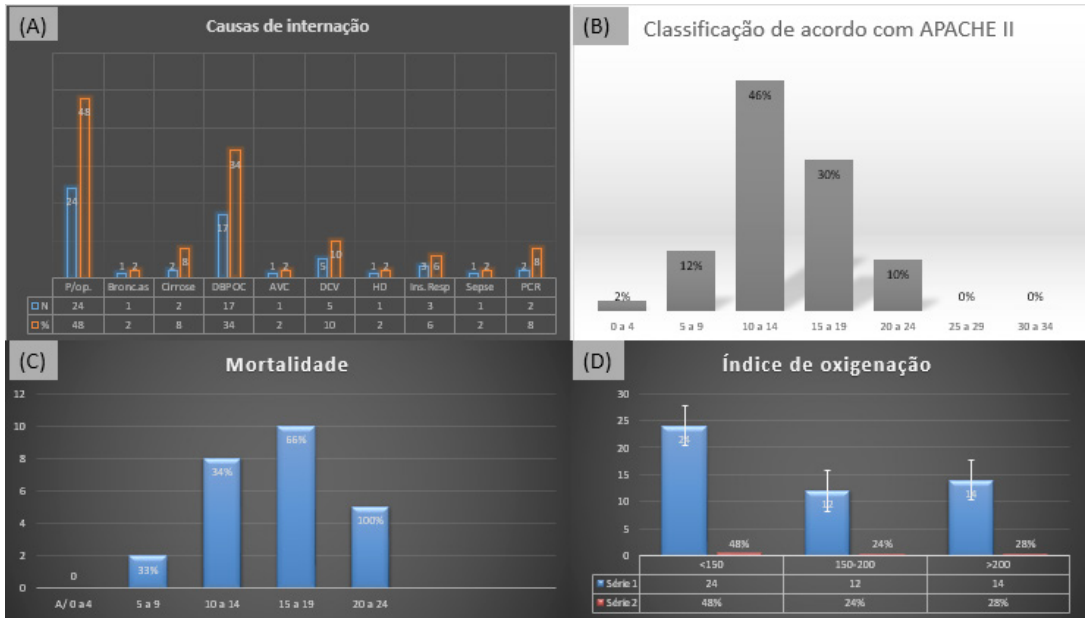 (A)
Causas de internação
48
34
24
17
1 2
2 8
1 2
5 10
1 2
3 6
1 2
2 8
P/op. Bronc.as Cirrose DBPOC AVC DCV HD Ins.Resp Sepse PCR
N 24 1 2 17 1 5 1 3 1 2
% 48 2 8 34 2 10 2 6 2 8
(B)
Classificação de acordo com APACHE II
46%
30%
12%
10%
2%
0%
0%
0 a 4 5 a 9 10 a 14 15 a 19 20 a 24 25 a 29 30 a 34
(C)
Mortalidade
12
10
8
6
4
2
0
0
33%
34%
66%
100%
A/ 0 a 4 5 a 9 10 a 14 15 a 19 20 a 24
(D)
Índice de oxigenação
30
25
20
15
10
5
0
24
48%
12
24%
14
28%
<150 150-200 >200
Série 1 24 12 14
Série 2 48% 24% 28%